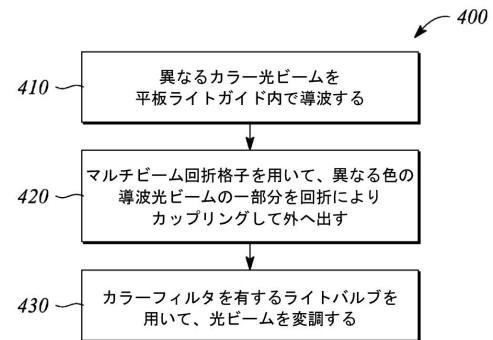 400
410
異なるカラー光ビームを
平板ライトガイド内で導波する
420
マルチビーム回折格子を用いて、異なる色の
導波光ビームの一部分を回折により
カップリングして外へ出す
430
カラーフィルタを有するライトバルブを
用いて、光ビームを変調する